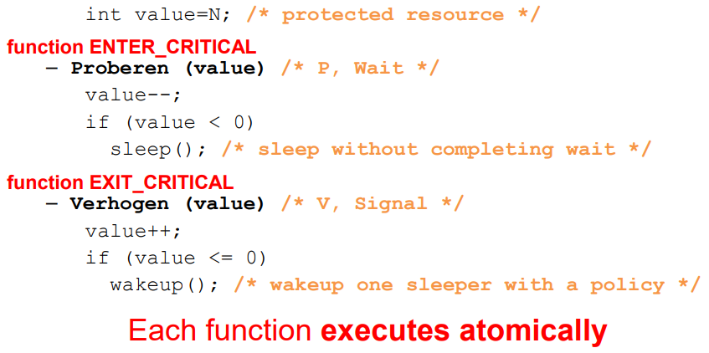 int value=N; /* protected resource */
function ENTER_CRITICAL
– Proberen (value) /* P, Wait */
value--;
if (value < 0)
sleep(); /* sleep without completing wait */
function EXIT_CRITICAL
– Verhogen (value) /* V, Signal */
value++;
if (value <= 0)
wakeup(); /* wakeup one sleeper with a policy */
Each function executes atomically